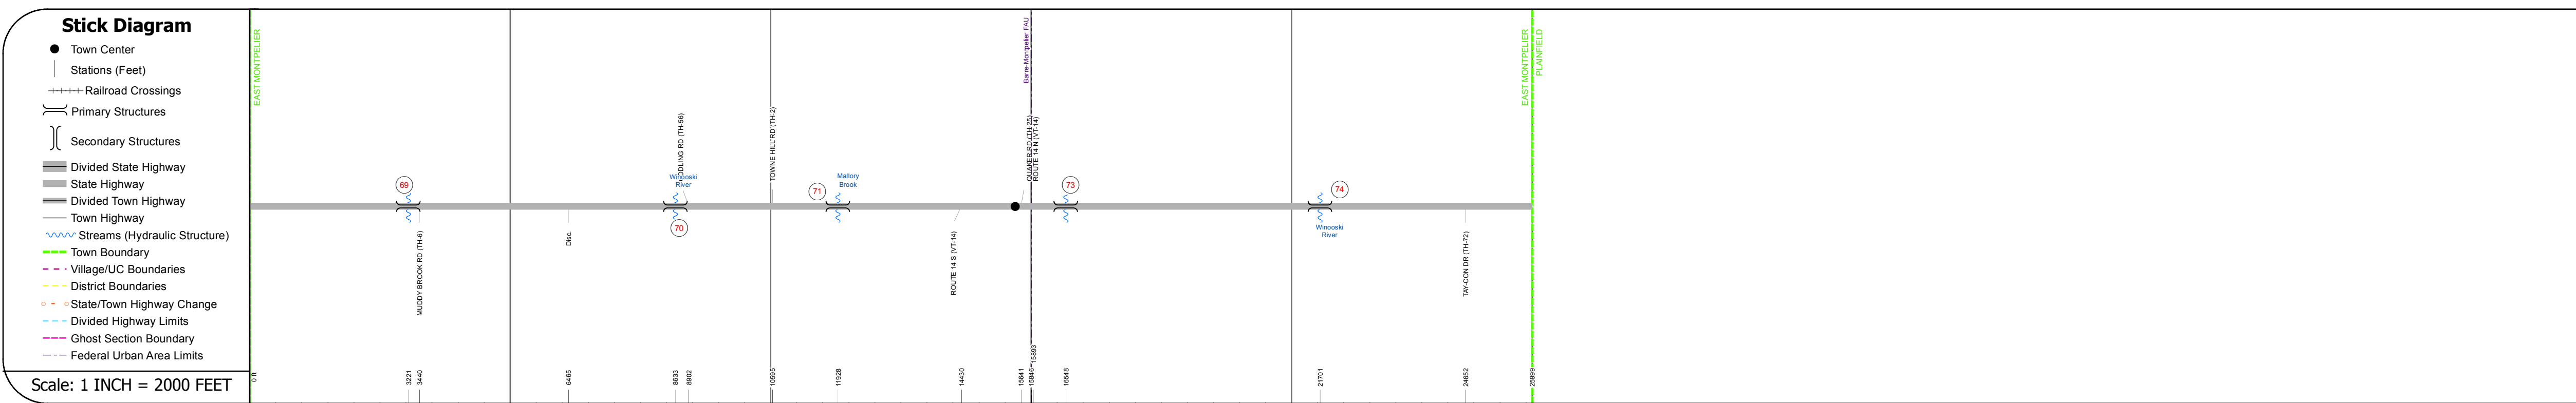 Stick Diagram
Town Center
Stations (Feet)
Railroad Crossings
Primary Structures
Secondary Structures
Divided State Highway
State Highway
Divided Town Highway
Town Highway
Streams (Hydraulic Structure)
Town Boundary
Village/UC Boundaries
District Boundaries
State/Town Highway Change
Divided Highway Limits
Ghost Section Boundary
Federal Urban Area Limits
Scale: 1 INCH = 2000 FEET
EAST MONTPELIER
69
MUDDY BROOK RD (TH-6)
Disc.
(TH-56)
Winooski
River
70
TOWNE HILL RD (TH-2)
71
Mallory
Brook
ROUTE 14 S (VT-14)
Barre-Montpelier FAU
QUAKER RD (TH-25)
ROUTE 14 N (VT-14)
73
74
Winooski
River
TAY-CON DR (TH-72)
EAST MONTPELIER
PLAINFIELD
0 ft
3221
3440
6465
8633
8902
10695
11928
14430
15641
15846
15893
16548
21701
24652
25999